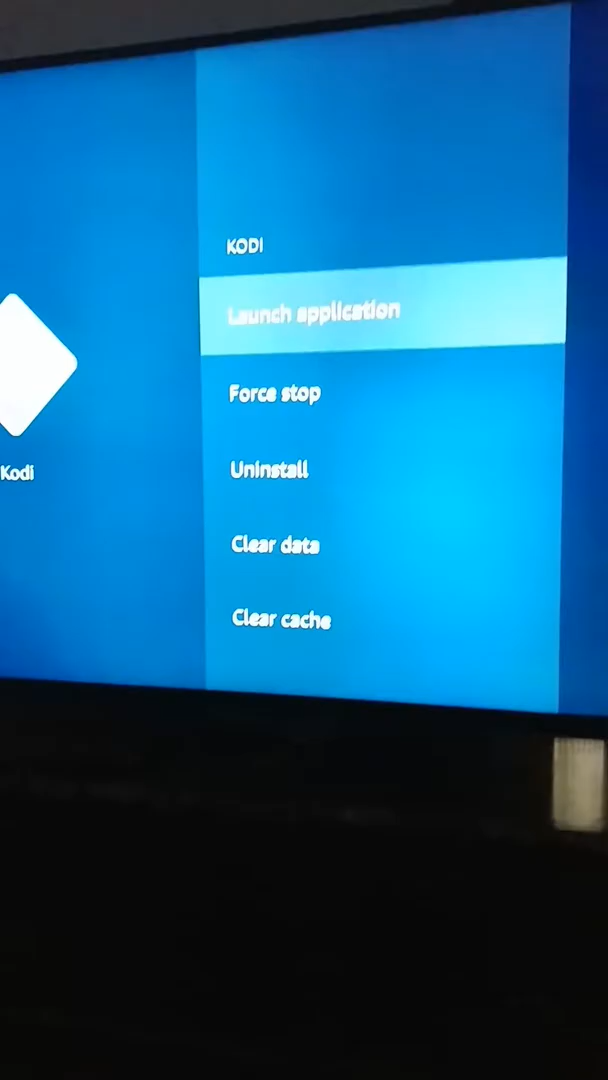 KODI
Launch application
Force stop
Uninstall
Clear data
Clear cache
Kodi